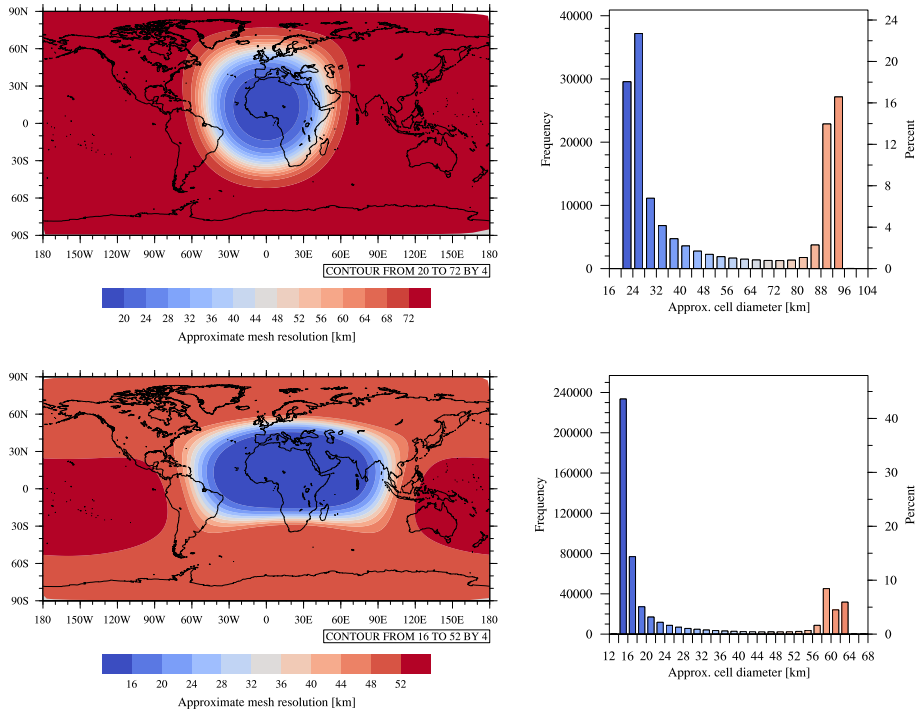 90N
60N
30N
0
30S
60S
90S
180 150W 120W 90W 60W 30W 0 30E 60E 90E 120E 150E 180
CONTOUR FROM 20 TO 72 BY 4
20 24 28 32 36 40 44 48 52 56 60 64 68 72
Approximate mesh resolution [km]
40000
30000
20000
10000
0
Frequency
24
20
16
12
8
4
0
Percent
16 24 32 40 48 56 64 72 80 88 96 104
Approx. cell diameter [km]
90N
60N
30N
0
30S
60S
90S
180 150W 120W 90W 60W 30W 0 30E 60E 90E 120E 150E 180
CONTOUR FROM 16 TO 52 BY 4
16 20 24 28 32 36 40 44 48 52
Approximate mesh resolution [km]
240000
200000
160000
120000
80000
40000
0
Frequency
40
30
20
10
0
Percent
12 16 20 24 28 32 36 40 44 48 52 56 60 64 68
Approx. cell diameter [km]